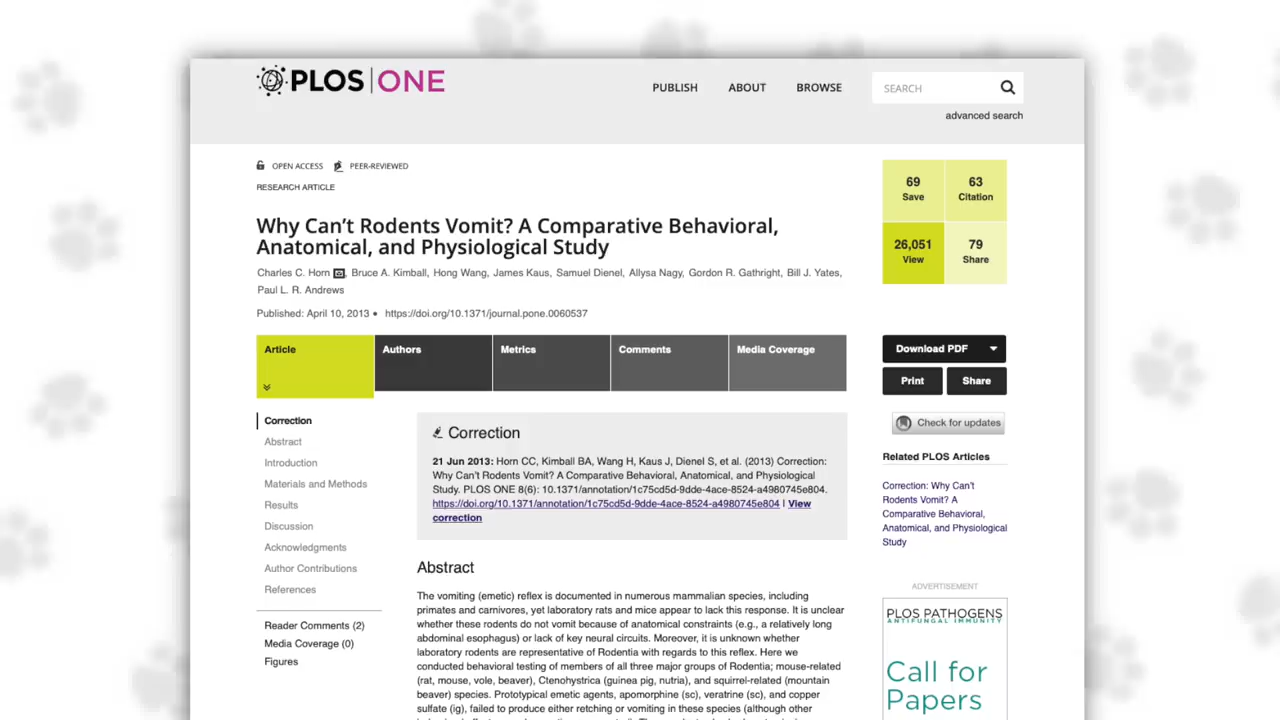 PLOS ONE
PUBLISH ABOUT BROWSE SEARCH
advanced search
OPEN ACCESS PEER-REVIEWED
RESEARCH ARTICLE
Why Can't Rodents Vomit? A Comparative Behavioral,
Anatomical, and Physiological Study
Charles C. Horn, Bruce A. Kimball, Hong Wang, James Kaus, Samuel Dienel, Allysa Nagy, Gordon R. Gathright, Bill J. Yates,
Paul L. R. Andrews
Published: April 10, 2013 • https://doi.org/10.1371/journal.pone.0060537
69 63
Save Citation
26,051 79
View Share
Article Authors Metrics Comments Media Coverage
Download PDF
Print Share
Check for updates
Related PLOS Articles
Correction: Why Can't
Rodents Vomit? A
Comparative Behavioral,
Anatomical, and Physiological
Study
ADVERTISEMENT
PLOS PATHOGENS
ANTIFUNGAL IMMUNITY
Call for
Papers
Correction
Abstract
Introduction
Materials and Methods
Results
Discussion
Acknowledgments
Author Contributions
References
Reader Comments (2)
Media Coverage (0)
Figures
Correction
21 Jun 2013: Horn CC, Kimball BA, Wang H, Kaus J, Dienel S, et al. (2013) Correction:
Why Can't Rodents Vomit? A Comparative Behavioral, Anatomical, and Physiological
Study. PLOS ONE 8(6): 10.1371/annotation/1c75cd5d-9dde-4ace-8524-a4980745e804.
https://doi.org/10.1371/annotation/1c75cd5d-9dde-4ace-8524-a4980745e804 | View
correction
Abstract
The vomiting (emetic) reflex is documented in numerous mammalian species, including
primates and carnivores, yet laboratory rats and mice appear to lack this response. It is unclear
whether these rodents do not vomit because of anatomical constraints (e.g., a relatively long
abdominal esophagus) or lack of key neural circuits. Moreover, it is unknown whether
laboratory rodents are representative of Rodentia with regards to this reflex. Here we
conducted behavioral testing of members of all three major groups of Rodentia; mouse-related
(rat, mouse, vole, beaver), Ctenohystrica (guinea pig, nutria), and squirrel-related (mountain
beaver) species. Prototypical emetic agents, apomorphine (sc), veratrine (sc), and copper
sulfate (ig), failed to produce either retching or vomiting in these species (although other